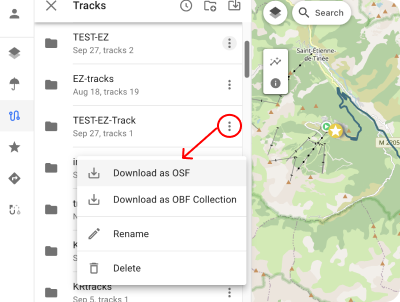 Tracks
TEST-EZ
Sep 27, tracks 2
EZ-tracks
Aug 18, tracks 19
TEST-EZ-Track
Sep 27, tracks 1
Download as OSF
Download as OBF Collection
Rename
Delete
KRtracks
Sep 5, tracks 1
Search
Saint-Étienne-
de-Tinée
M 2205